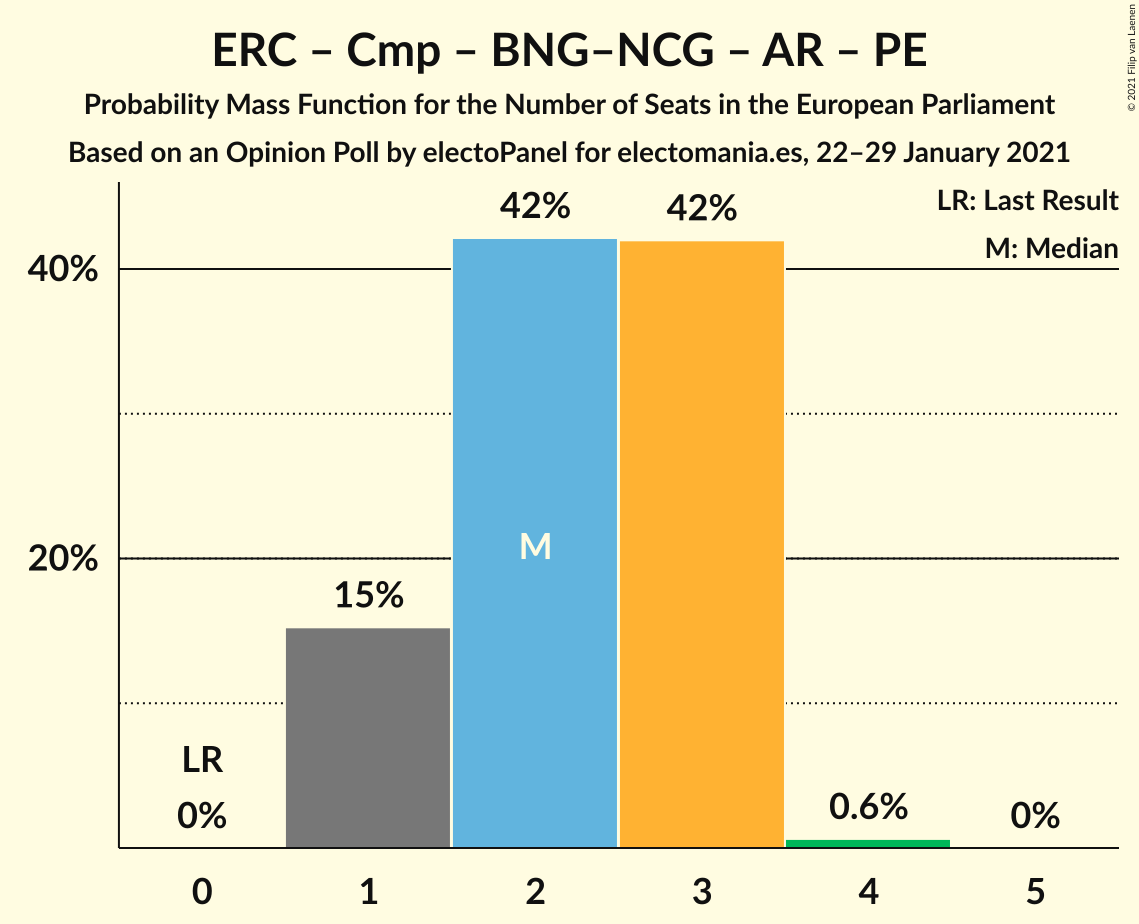 ERC – Cmp – BNG–NCG – AR – PE
Probability Mass Function for the Number of Seats in the European Parliament
Based on an Opinion Poll by electoPanel for electomania.es, 22–29 January 2021
© 2021 Filip van Laenen
LR: Last Result
M: Median
42%
42%
40%
M
20%
15%
LR
0%
0.6%
0%
0 1 2 3 4 5